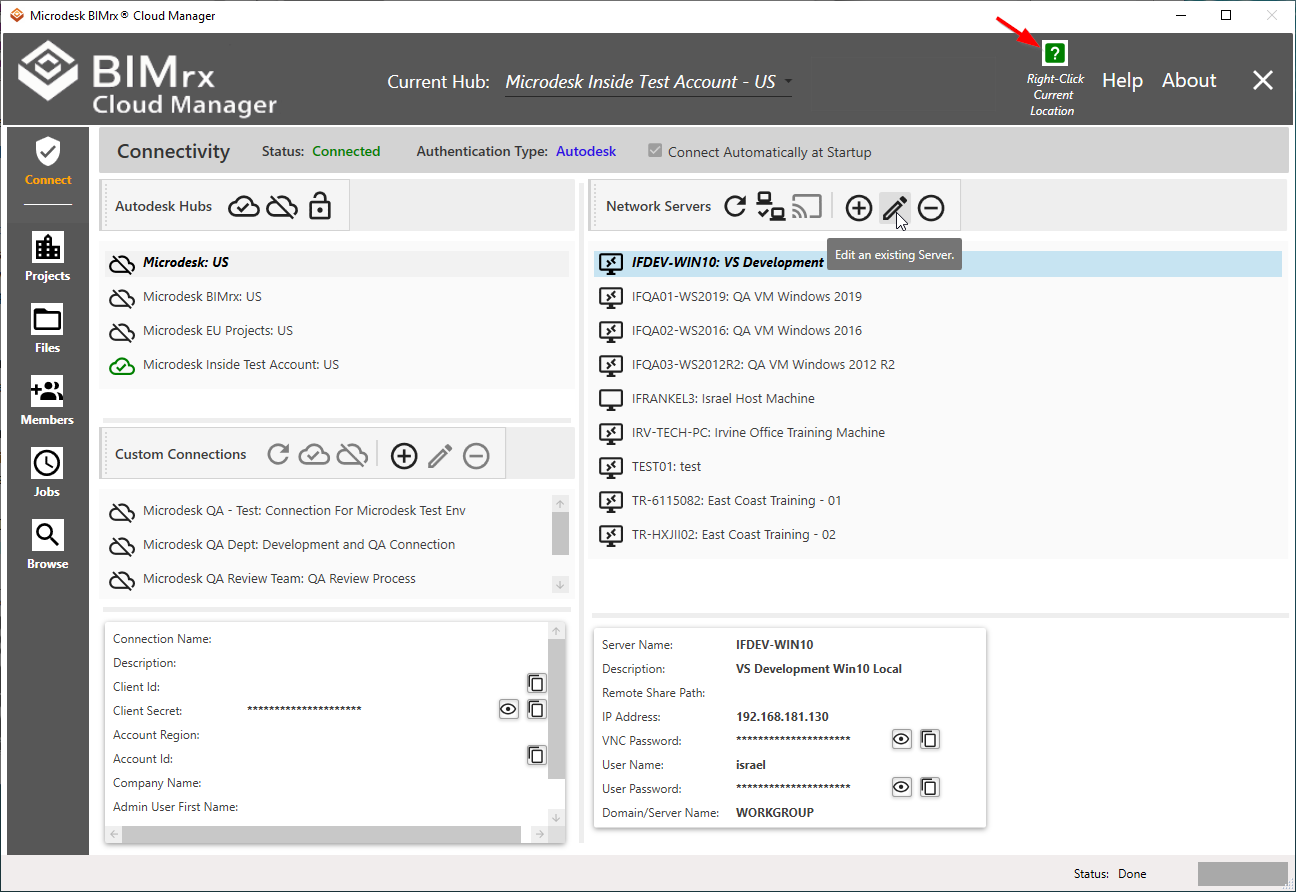 Microdesk BIMrx® Cloud Manager
BIMrx
Cloud Manager
Current Hub: Microdesk Inside Test Account - US
?
Right-Click
Current
Location
Help
About
Connect
Projects
Files
Members
Jobs
Browse
Connectivity
Status: Connected
Authentication Type: Autodesk
Connect Automatically at Startup
Autodesk Hubs
Microdesk: US
Microdesk BIMrx: US
Microdesk EU Projects: US
Microdesk Inside Test Account: US
Custom Connections
Microdesk QA - Test: Connection For Microdesk Test Env
Microdesk QA Dept: Development and QA Connection
Microdesk QA Review Team: QA Review Process
Connection Name:
Description:
Client Id:
Client Secret: *********************
Account Region:
Account Id:
Company Name:
Admin User First Name:
Network Servers
Edit an existing Server.
IFDEV-WIN10: VS Development
IFQA01-WS2019: QA VM Windows 2019
IFQA02-WS2016: QA VM Windows 2016
IFQA03-WS2012R2: QA VM Windows 2012 R2
IFRANKEL3: Israel Host Machine
IRV-TECH-PC: Irvine Office Training Machine
TEST01: test
TR-6115082: East Coast Training - 01
TR-HXJII02: East Coast Training - 02
Server Name: IFDEV-WIN10
Description: VS Development Win10 Local
Remote Share Path:
IP Address: 192.168.181.130
VNC Password: *********************
User Name: israel
User Password: *********************
Domain/Server Name: WORKGROUP
Status: Done